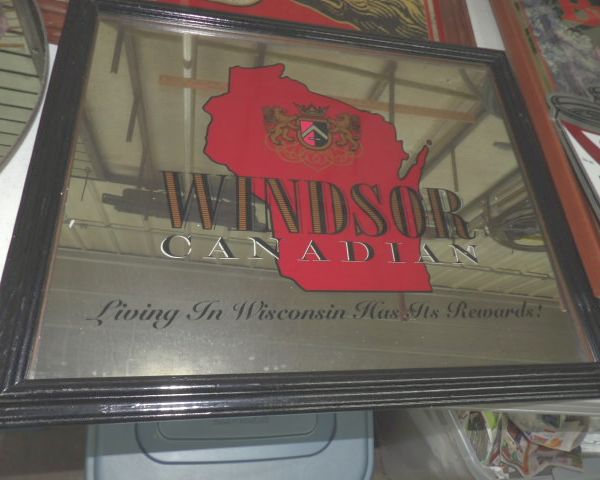 WINDSOR
CANADIAN
Living In Wisconsin Has Its Rewards!